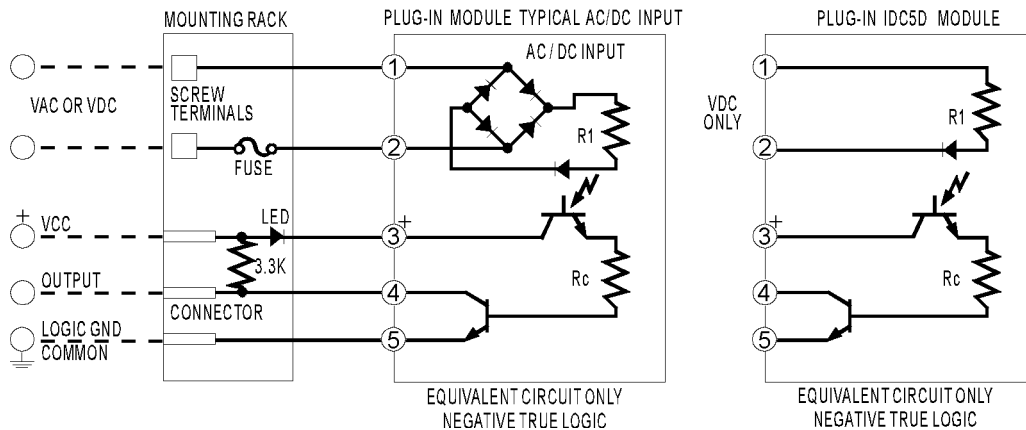 MOUNTING RACK
PLUG-IN MODULE TYPICAL AC/DC INPUT
PLUG-IN IDC5D MODULE
AC / DC INPUT
1
1
VAC OR VDC
SCREW
TERMINALS
R1
VDC
ONLY
R1
2
2
FUSE
+
VCC
LED
+
3
+
3
3.3K
Rc
Rc
OUTPUT
4
4
CONNECTOR
LOGIC GND
COMMON
5
5
EQUIVALENT CIRCUIT ONLY
NEGATIVE TRUE LOGIC
EQUIVALENT CIRCUIT ONLY
NEGATIVE TRUE LOGIC